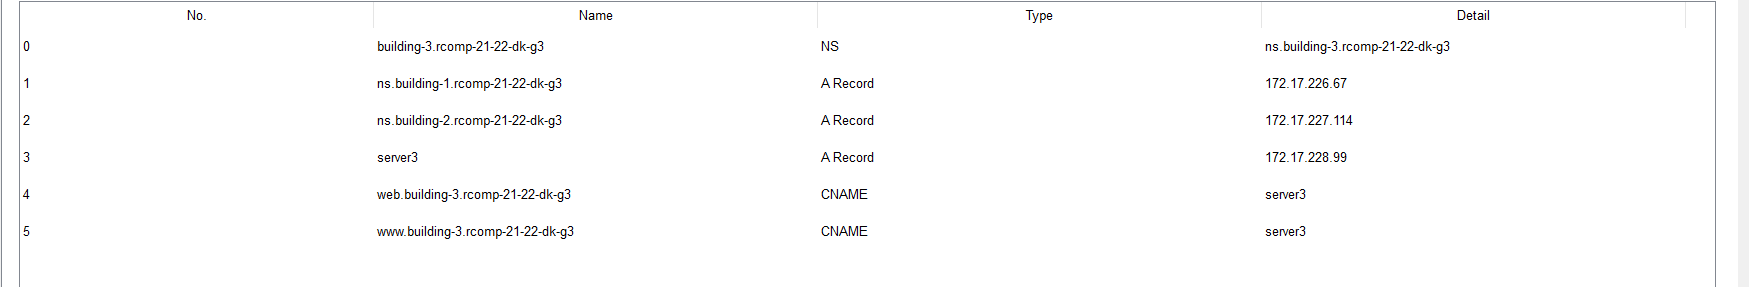 No. Name Type Detail
0 building-3.rcomp-21-22-dk-g3 NS ns.building-3.rcomp-21-22-dk-g3
1 ns.building-1.rcomp-21-22-dk-g3 A Record 172.17.226.67
2 ns.building-2.rcomp-21-22-dk-g3 A Record 172.17.227.114
3 server3 A Record 172.17.228.99
4 web.building-3.rcomp-21-22-dk-g3 CNAME server3
5 www.building-3.rcomp-21-22-dk-g3 CNAME server3